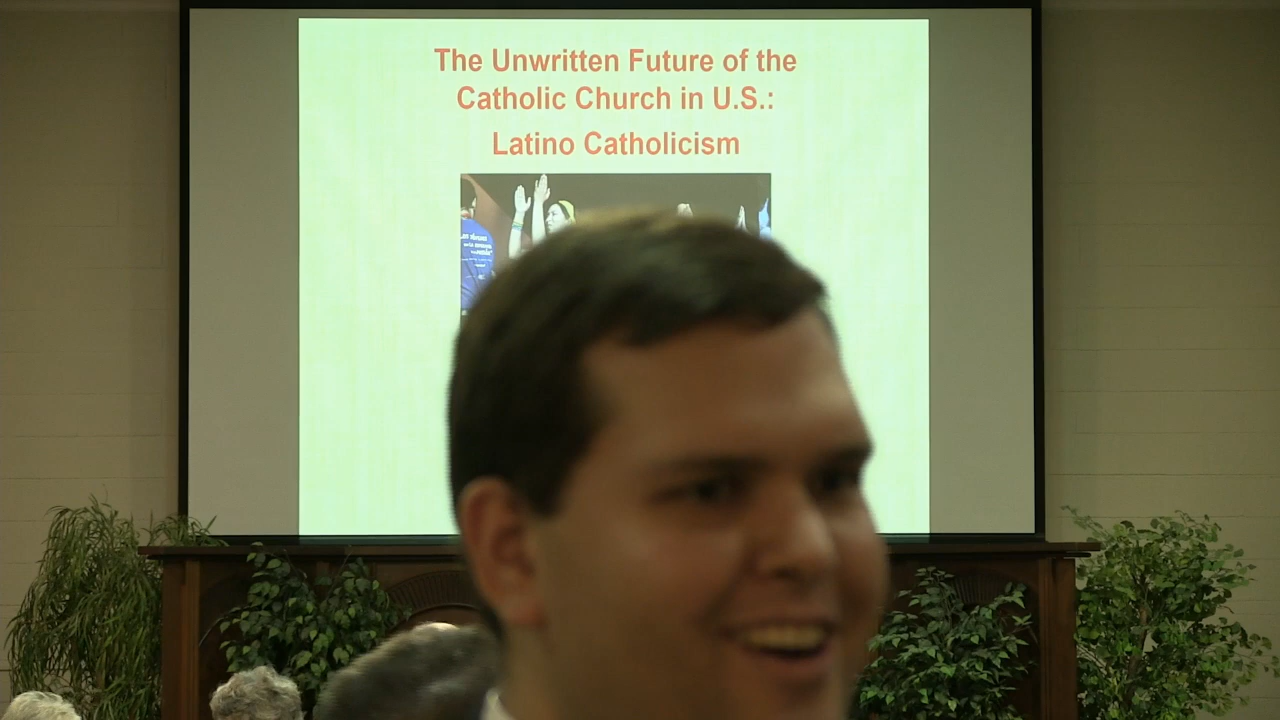 The Unwritten Future of the
Catholic Church in U.S.:
Latino Catholicism